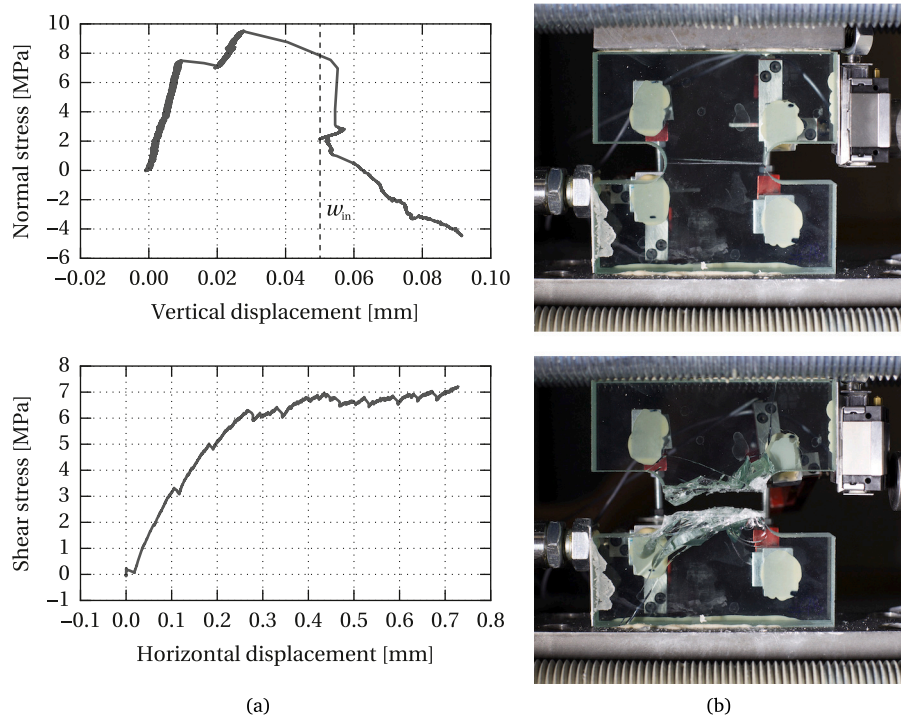 10
8
6
4
2
0
−2
−4
−6
Normal stress [MPa]
w_in
−0.02 0.00 0.02 0.04 0.06 0.08 0.10
Vertical displacement [mm]
8
7
6
5
4
3
2
1
0
−1
Shear stress [MPa]
−0.1 0.0 0.1 0.2 0.3 0.4 0.5 0.6 0.7 0.8
Horizontal displacement [mm]
(a) (b)